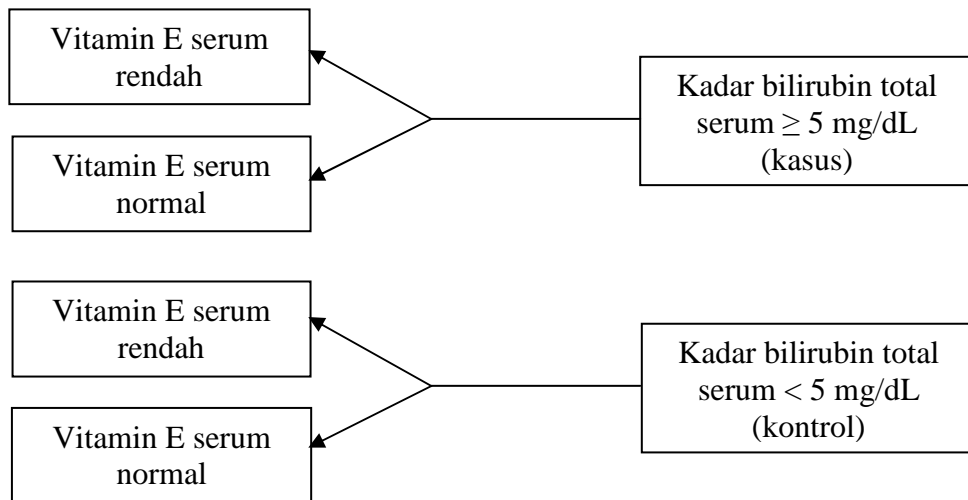 Vitamin E serum
rendah
Vitamin E serum
normal
Kadar bilirubin total
serum ≥ 5 mg/dL
(kasus)
Vitamin E serum
rendah
Vitamin E serum
normal
Kadar bilirubin total
serum < 5 mg/dL
(kontrol)